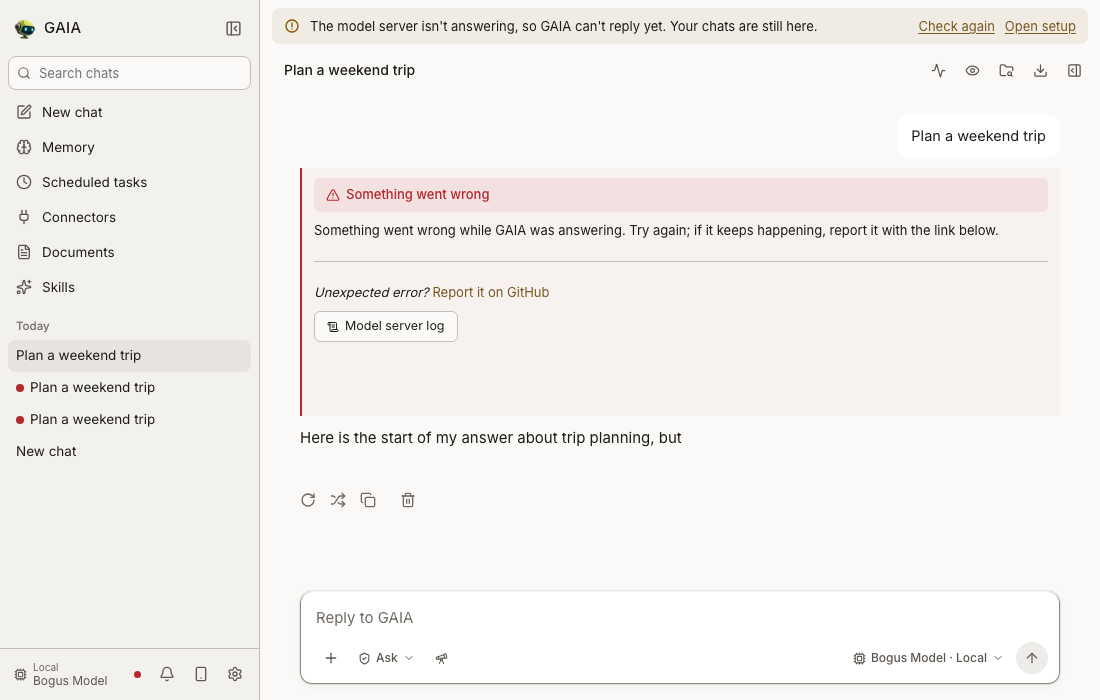 GAIA
Search chats
New chat
Memory
Scheduled tasks
Connectors
Documents
Skills
Today
Plan a weekend trip
Plan a weekend trip
Plan a weekend trip
New chat
Local
Bogus Model
The model server isn't answering, so GAIA can't reply yet. Your chats are still here. Check again Open setup
Plan a weekend trip
Plan a weekend trip
Something went wrong
Something went wrong while GAIA was answering. Try again; if it keeps happening, report it with the link below.
Unexpected error? Report it on GitHub
Model server log
Here is the start of my answer about trip planning, but
Reply to GAIA
Ask Bogus Model · Local